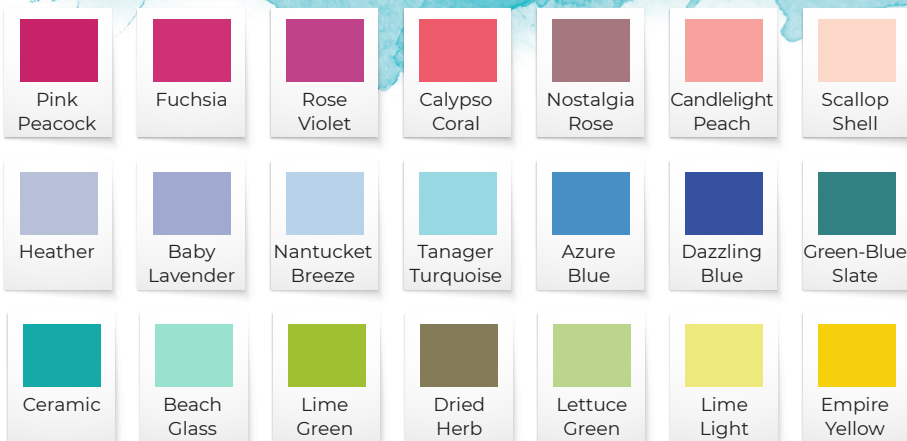 Pink
Peacock
Fuchsia
Rose
Violet
Calypso
Coral
Nostalgia
Rose
Candlelight
Peach
Scallop
Shell
Heather
Baby
Lavender
Nantucket
Breeze
Tanager
Turquoise
Azure
Blue
Dazzling
Blue
Green-Blue
Slate
Ceramic
Beach
Glass
Lime
Green
Dried
Herb
Lettuce
Green
Lime
Light
Empire
Yellow